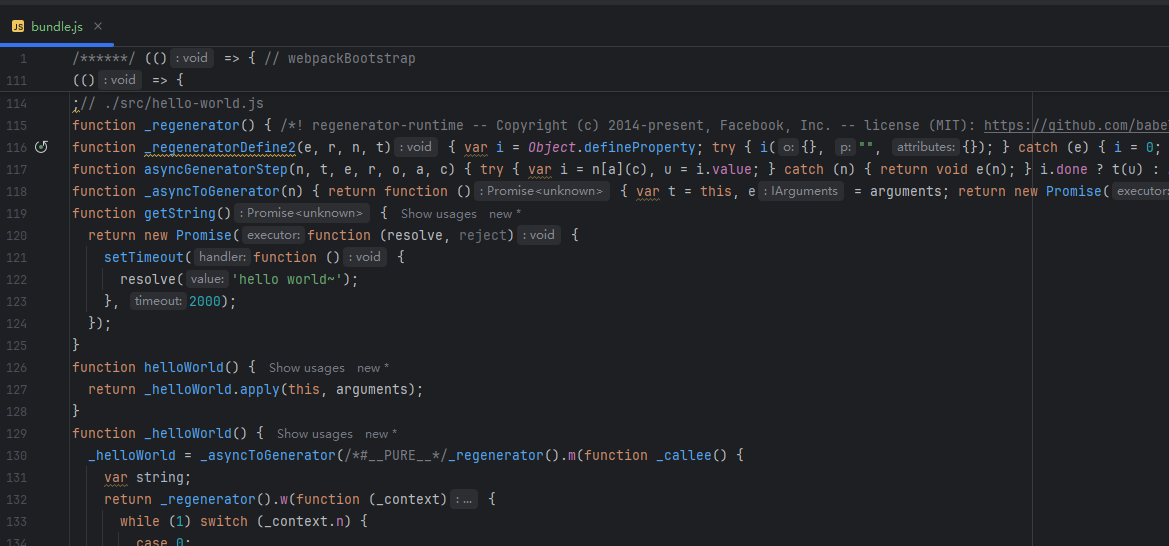 JS bundle.js ×
1 /******/ (() : void => { // webpackBootstrap
111 (() : void => {
114 ;// ./src/hello-world.js
115 function _regenerator() { /*! regenerator-runtime -- Copyright (c) 2014-present, Facebook, Inc. -- license (MIT): https://github.com/babe
116 function _regeneratorDefine2(e, r, n, t) : void { var i = Object.defineProperty; try { i( o: {}, p: "", attributes: {}); } catch (e) { i = 0;
117 function asyncGeneratorStep(n, t, e, r, o, a, c) { try { var i = n[a](c), u = i.value; } catch (n) { return void e(n); } i.done ? t(u) :
118 function _asyncToGenerator(n) { return function () : Promise<unknown> { var t = this, e : IArguments = arguments; return new Promise( executor:
119 function getString() : Promise<unknown> { Show usages new *
120 return new Promise( executor: function (resolve, reject) : void {
121 setTimeout( handler: function () : void {
122 resolve( value: 'hello world~');
123 }, timeout: 2000);
124 });
125 }
126 function helloWorld() { Show usages new *
127 return _helloWorld.apply(this, arguments);
128 }
129 function _helloWorld() { Show usages new *
130 _helloWorld = _asyncToGenerator(/*#__PURE__*/_regenerator().m(function _callee() {
131 var string;
132 return _regenerator().w(function (_context) : ... {
133 while (1) switch (_context.n) {
134 case 0: